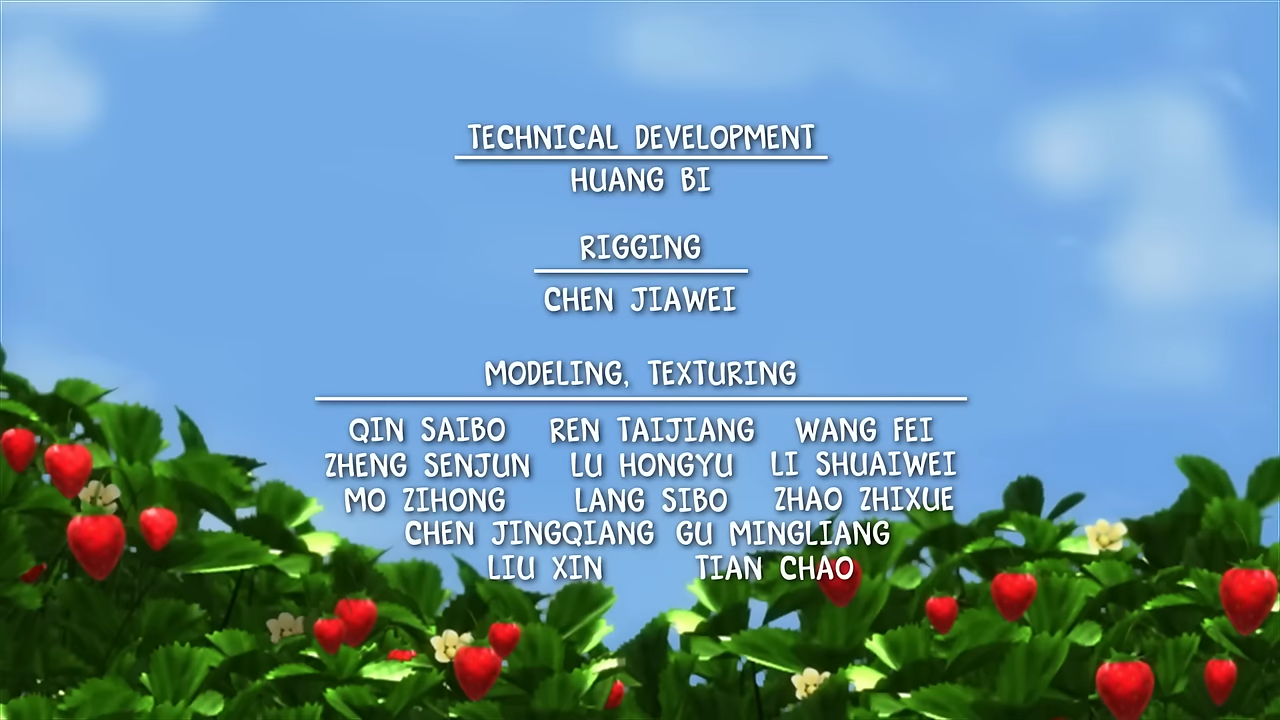 TECHNICAL DEVELOPMENT
HUANG BI
RIGGING
CHEN JIAWEI
MODELING, TEXTURING
QIN SAIBO REN TAIJIANG WANG FEI
ZHENG SENJUN LU HONGYU LI SHUAIWEI
MO ZIHONG LANG SIBO ZHAO ZHIXUE
CHEN JINGQIANG GU MINGLIANG
LIU XIN TIAN CHAO